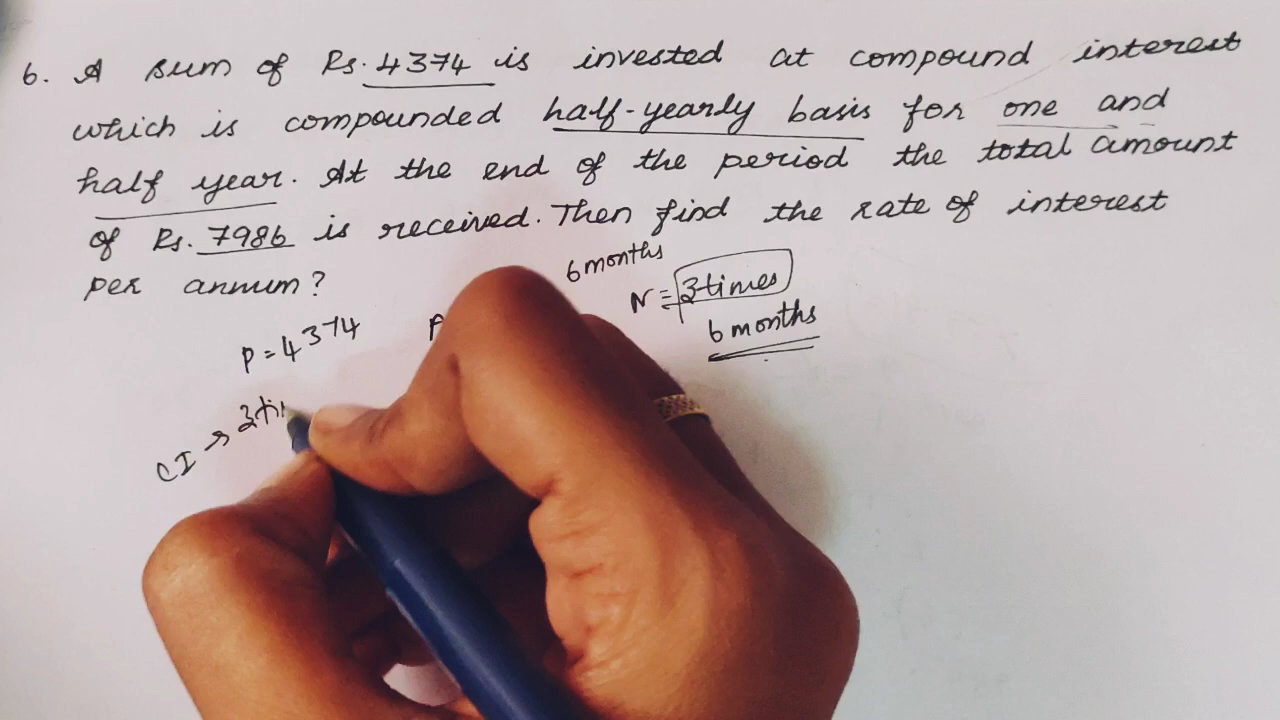 6. A sum of Rs. 4374 is invested at compound interest
which is compounded half-yearly basis for one and
half year. At the end of the period the total amount
of Rs. 7986 is received. Then find the rate of interest
per annum?
6 months
N = 3 times
6 months
P = 4374
CI → 3 ti